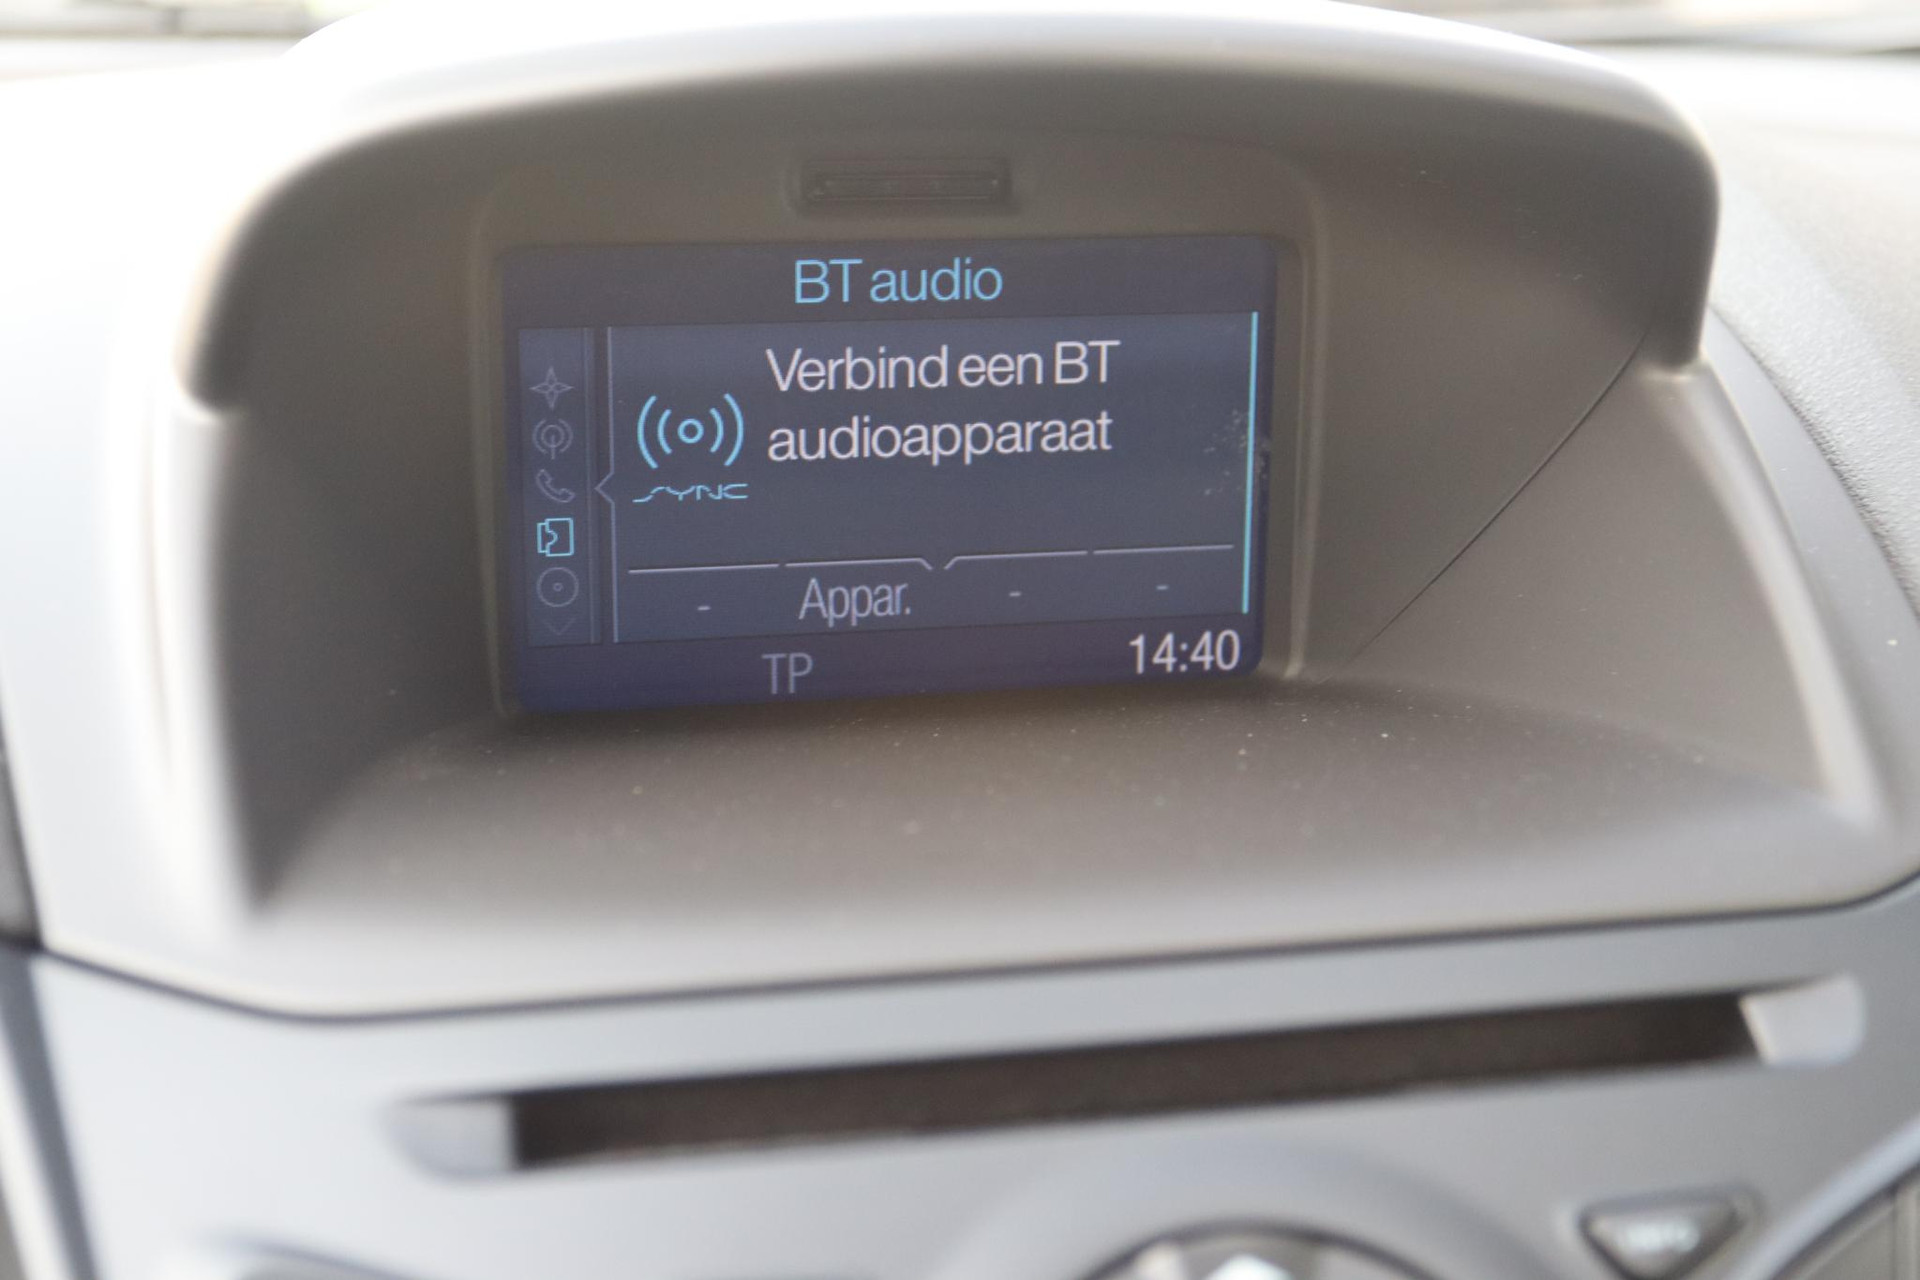 BT audio
Verbind een BT
audioapparaat
SYNC
- Appar. - -
TP 14:40